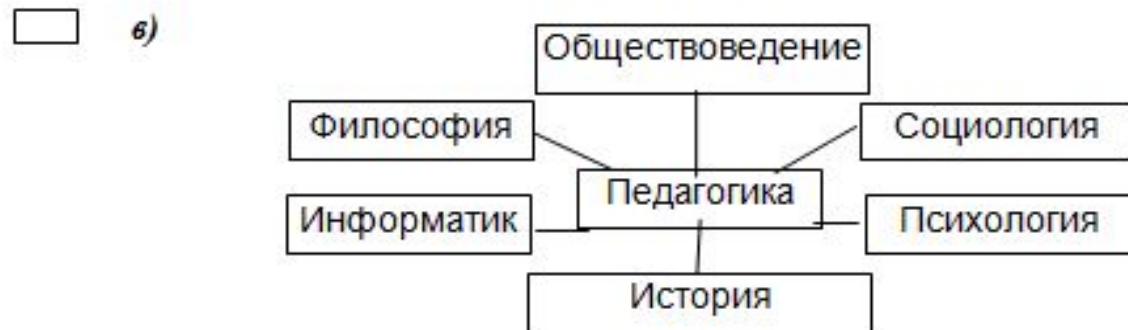 в)
Обществоведение
Философия
Социология
Педагогика
Информатик
Психология
История